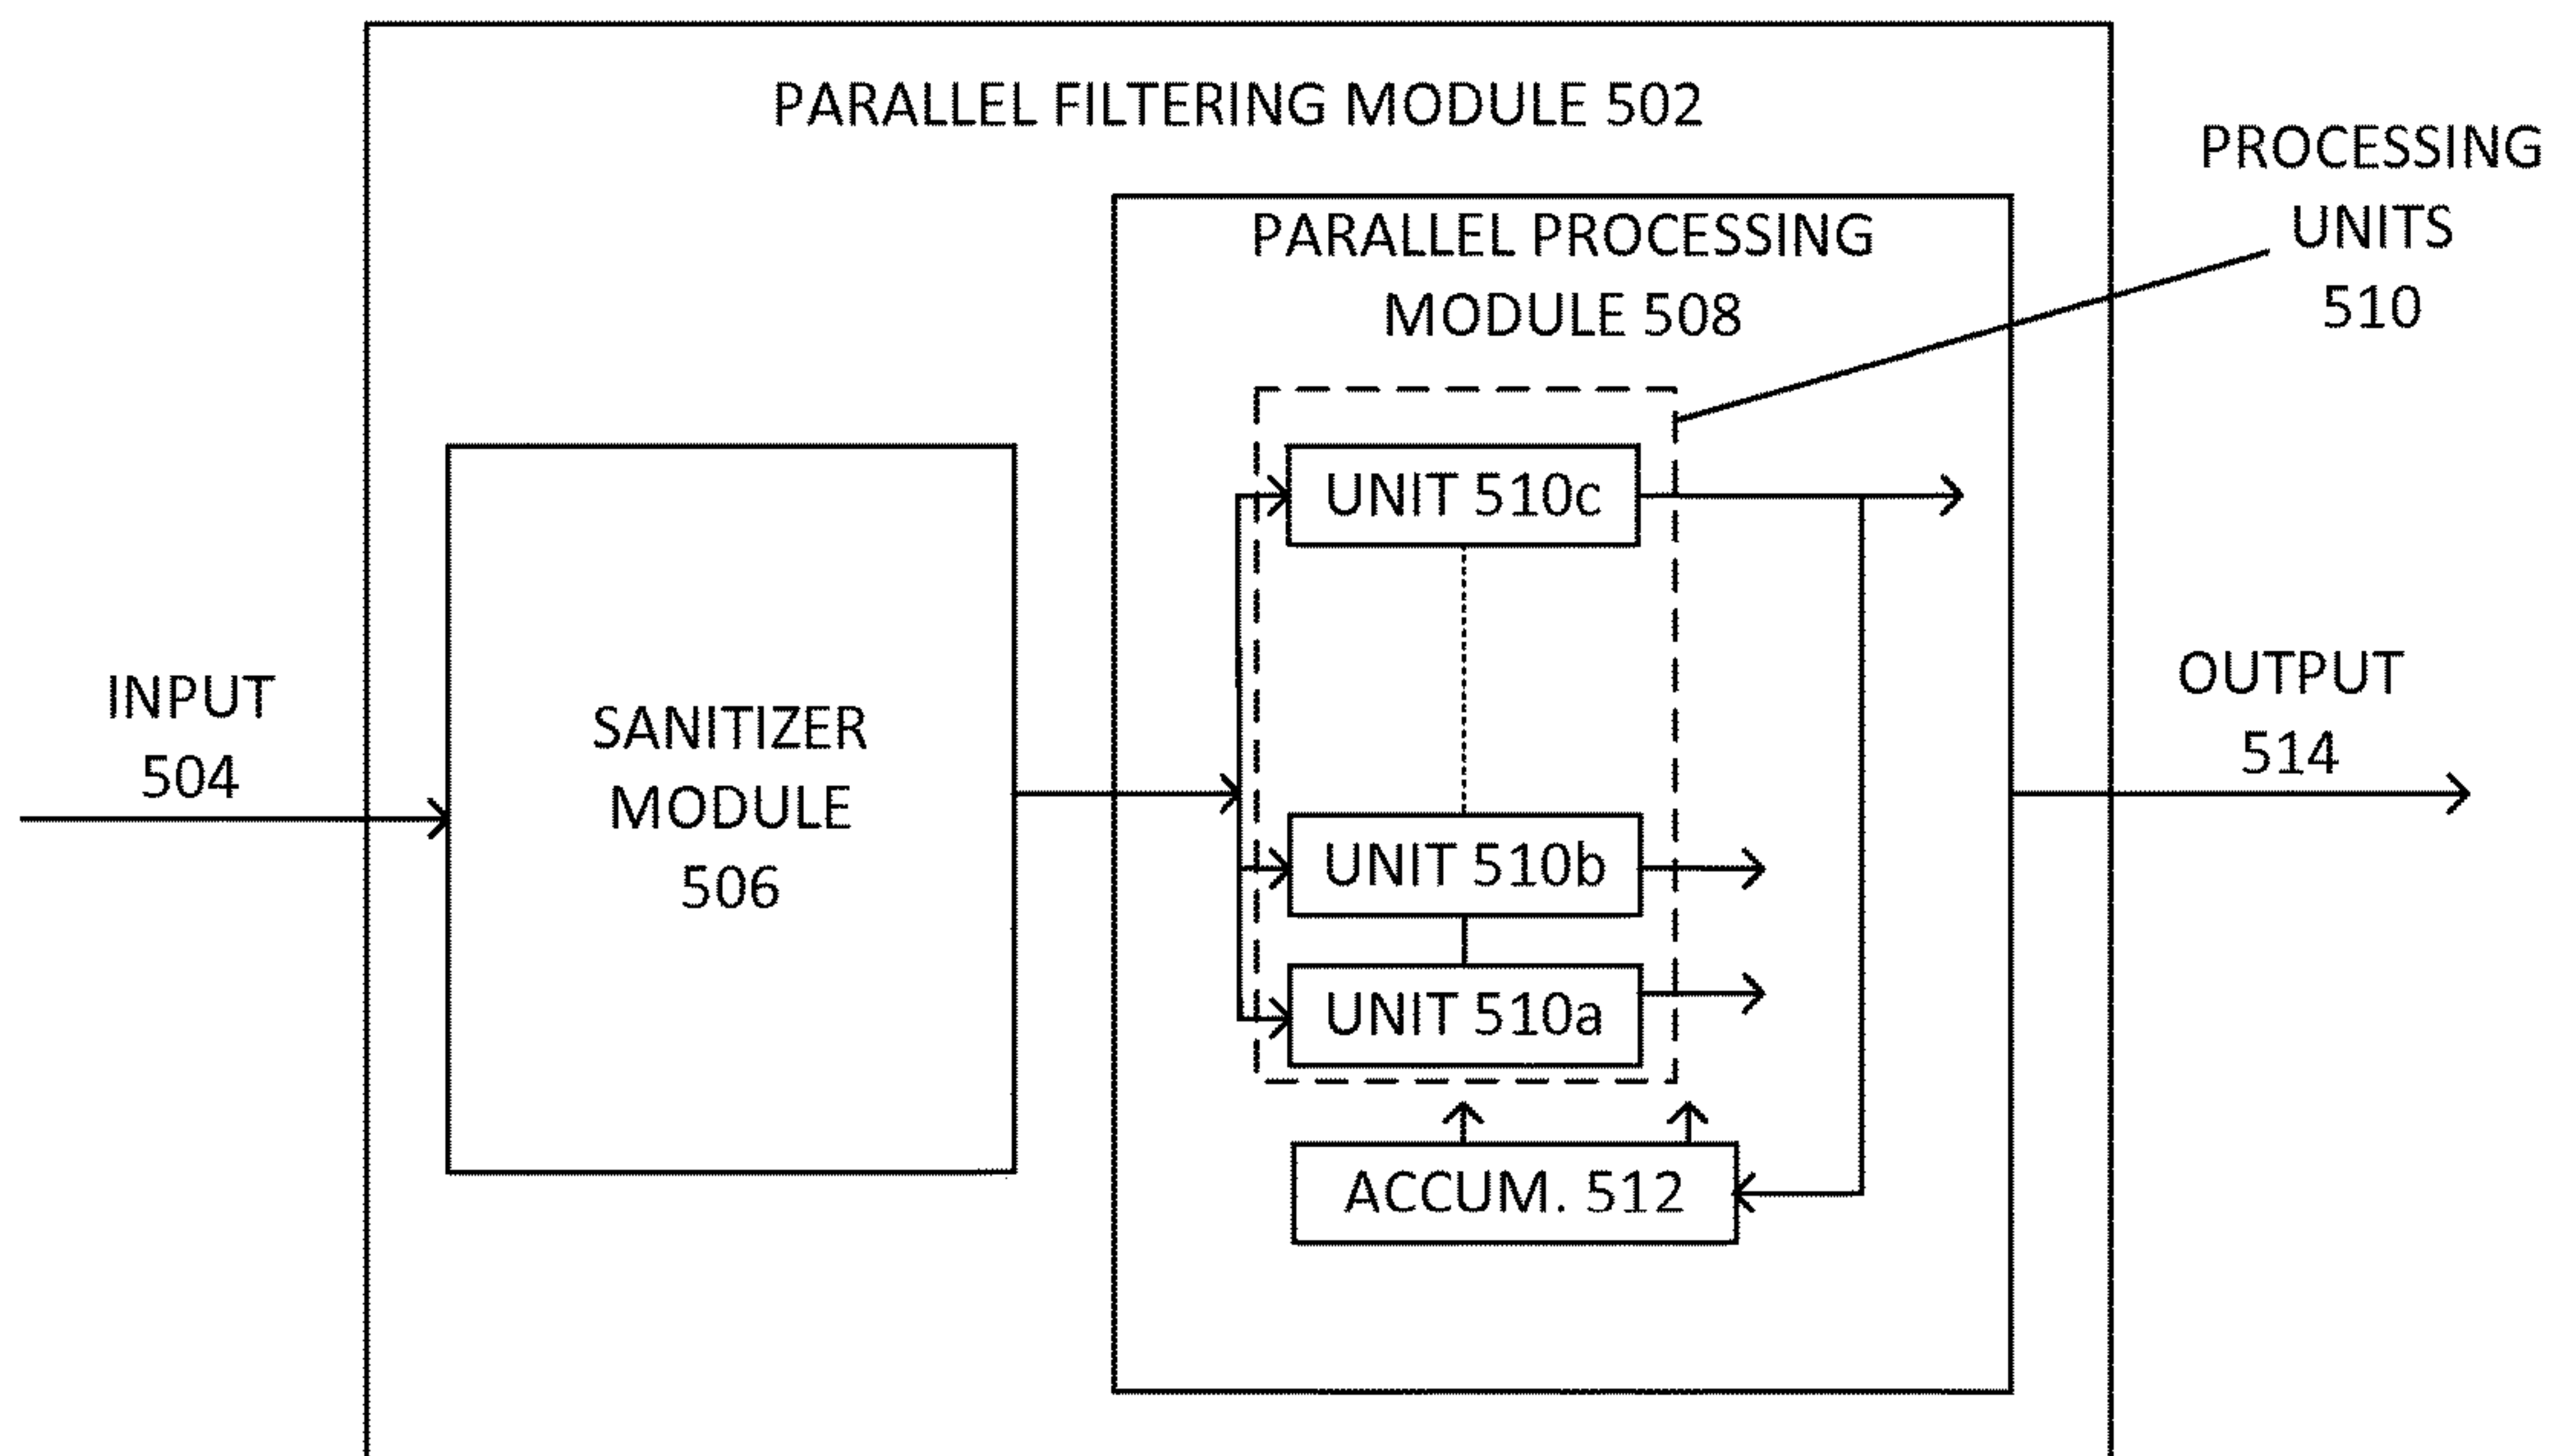 PARALLEL FILTERING MODULE 502
PROCESSING
UNITS
510
PARALLEL PROCESSING
MODULE 508
UNIT 510c
INPUT
504
SANITIZER
MODULE
506
OUTPUT
514
UNIT 510b
UNIT 510a
ACCUM. 512